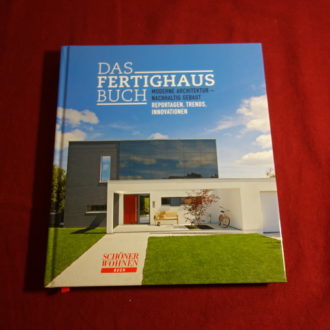 DAS
FERTIGHAUS
BUCH
MODERNE ARCHITEKTUR –
NACHHALTIG GEBAUT
REPORTAGEN, TRENDS,
INNOVATIONEN
SCHÖNER
WOHNEN
BUCH